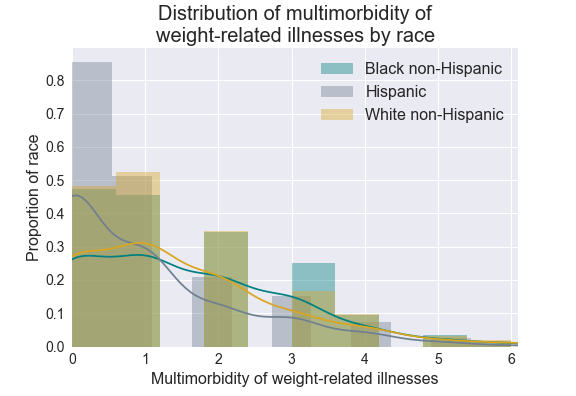 Distribution of multimorbidity of
weight-related illnesses by race
Black non-Hispanic
Hispanic
White non-Hispanic
Proportion of race
0.8
0.7
0.6
0.5
0.4
0.3
0.2
0.1
0.0
0 1 2 3 4 5 6
Multimorbidity of weight-related illnesses